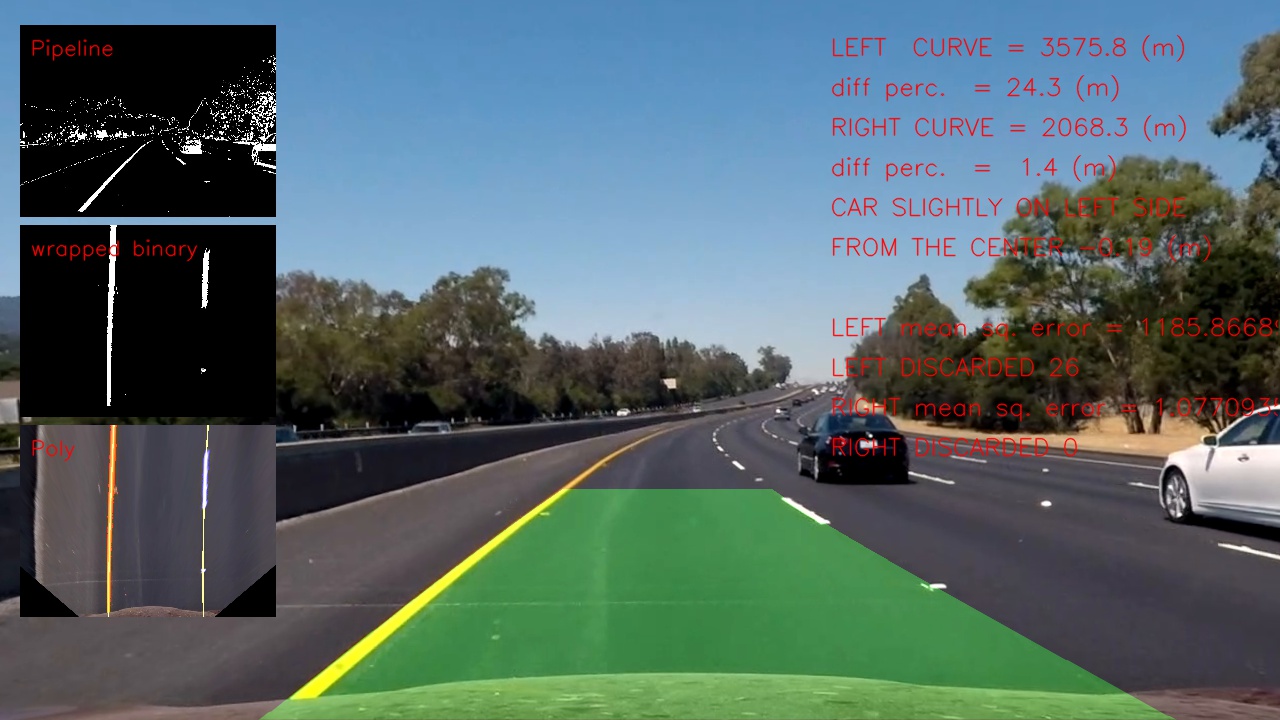 Pipeline
wrapped binary
Poly
LEFT CURVE = 3575.8 (m)
diff perc. = 24.3 (m)
RIGHT CURVE = 2068.3 (m)
diff perc. = 1.4 (m)
CAR SLIGHTLY ON LEFT SIDE
FROM THE CENTER -0.19 (m)
LEFT mean sq. error = 1185.8668
LEFT DISCARDED 26
RIGHT mean sq. error = 1.077093
RIGHT DISCARDED 0